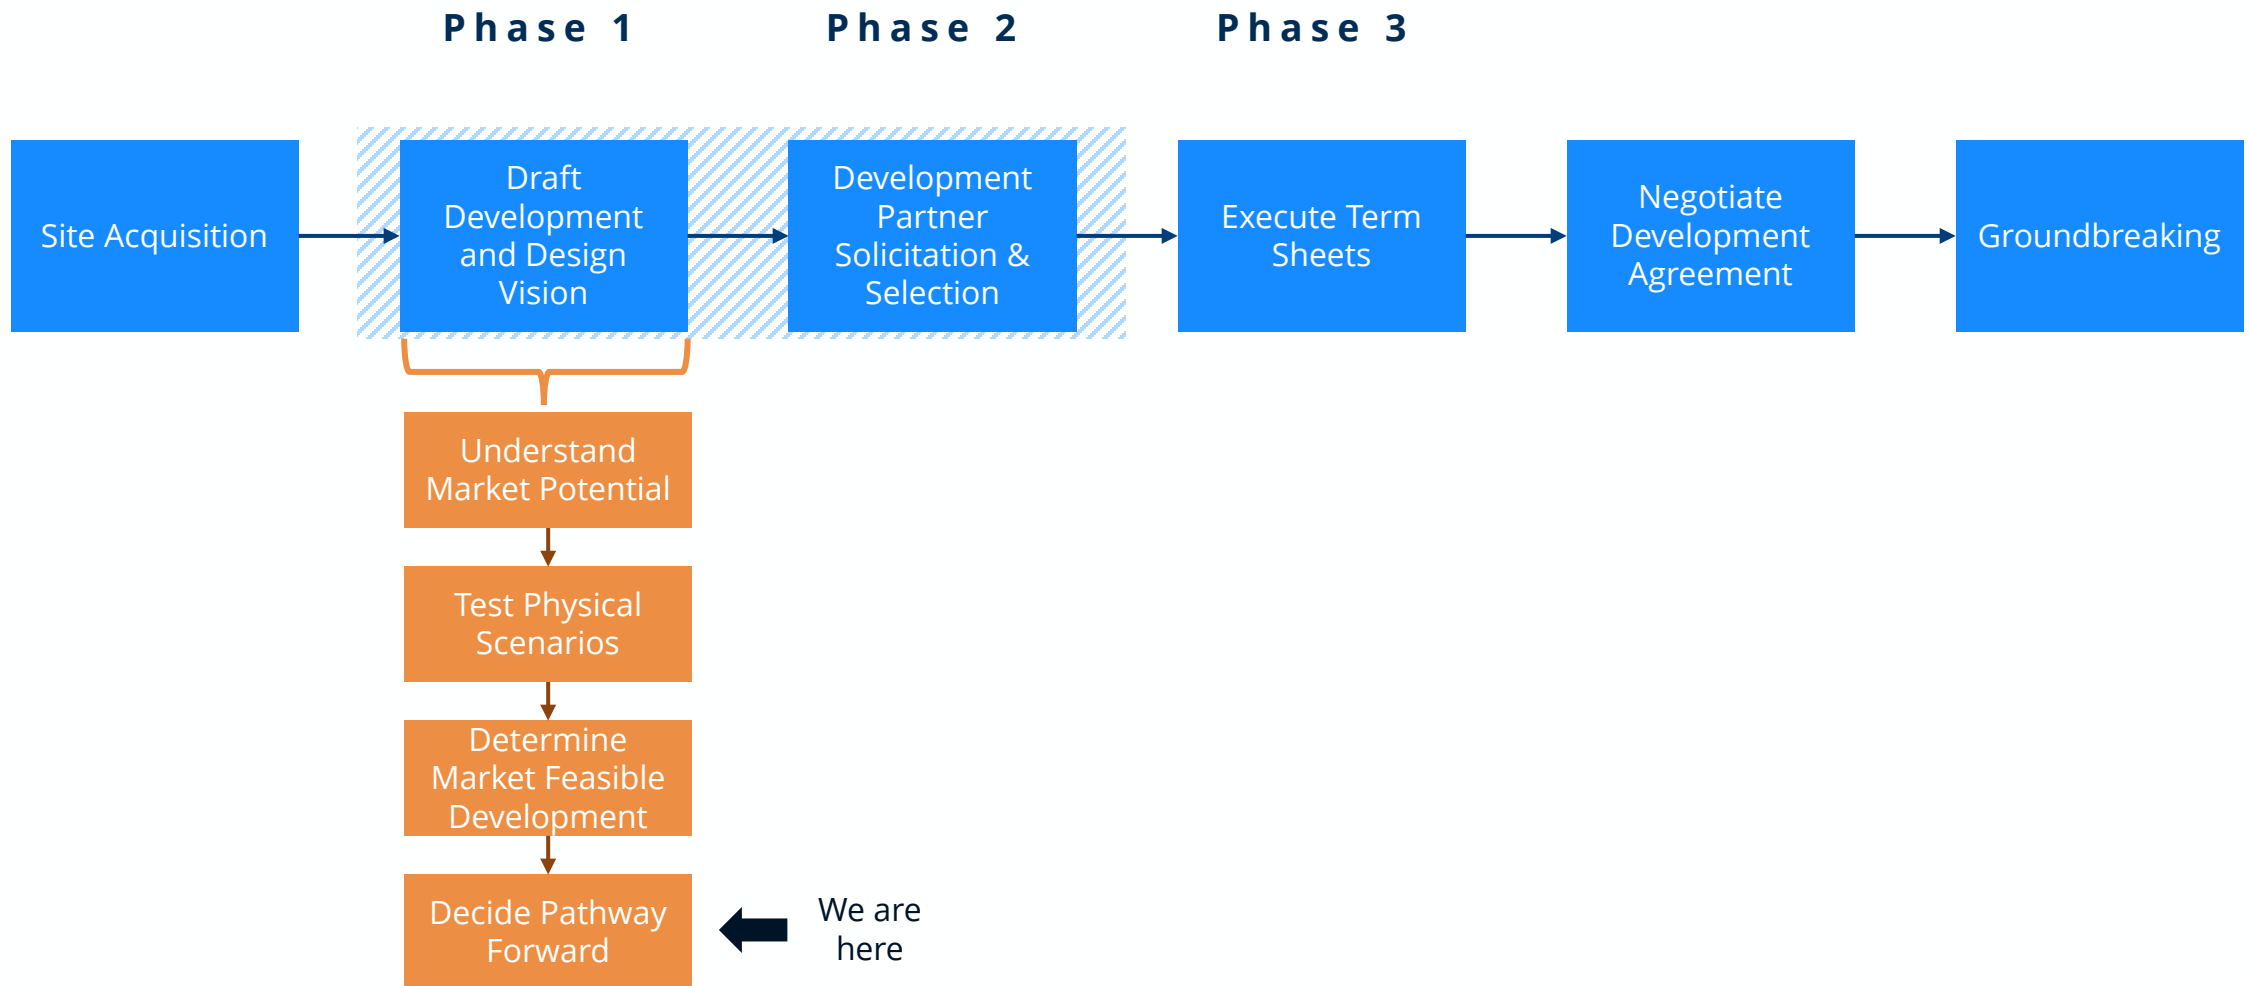 Phase 1
Phase 2
Phase 3
Site Acquisition
Draft
Development
and Design
Vision
Development
Partner
Solicitation &
Selection
Execute Term
Sheets
Negotiate
Development
Agreement
Groundbreaking
Understand
Market Potential
Test Physical
Scenarios
Determine
Market Feasible
Development
Decide Pathway
Forward
We are
here